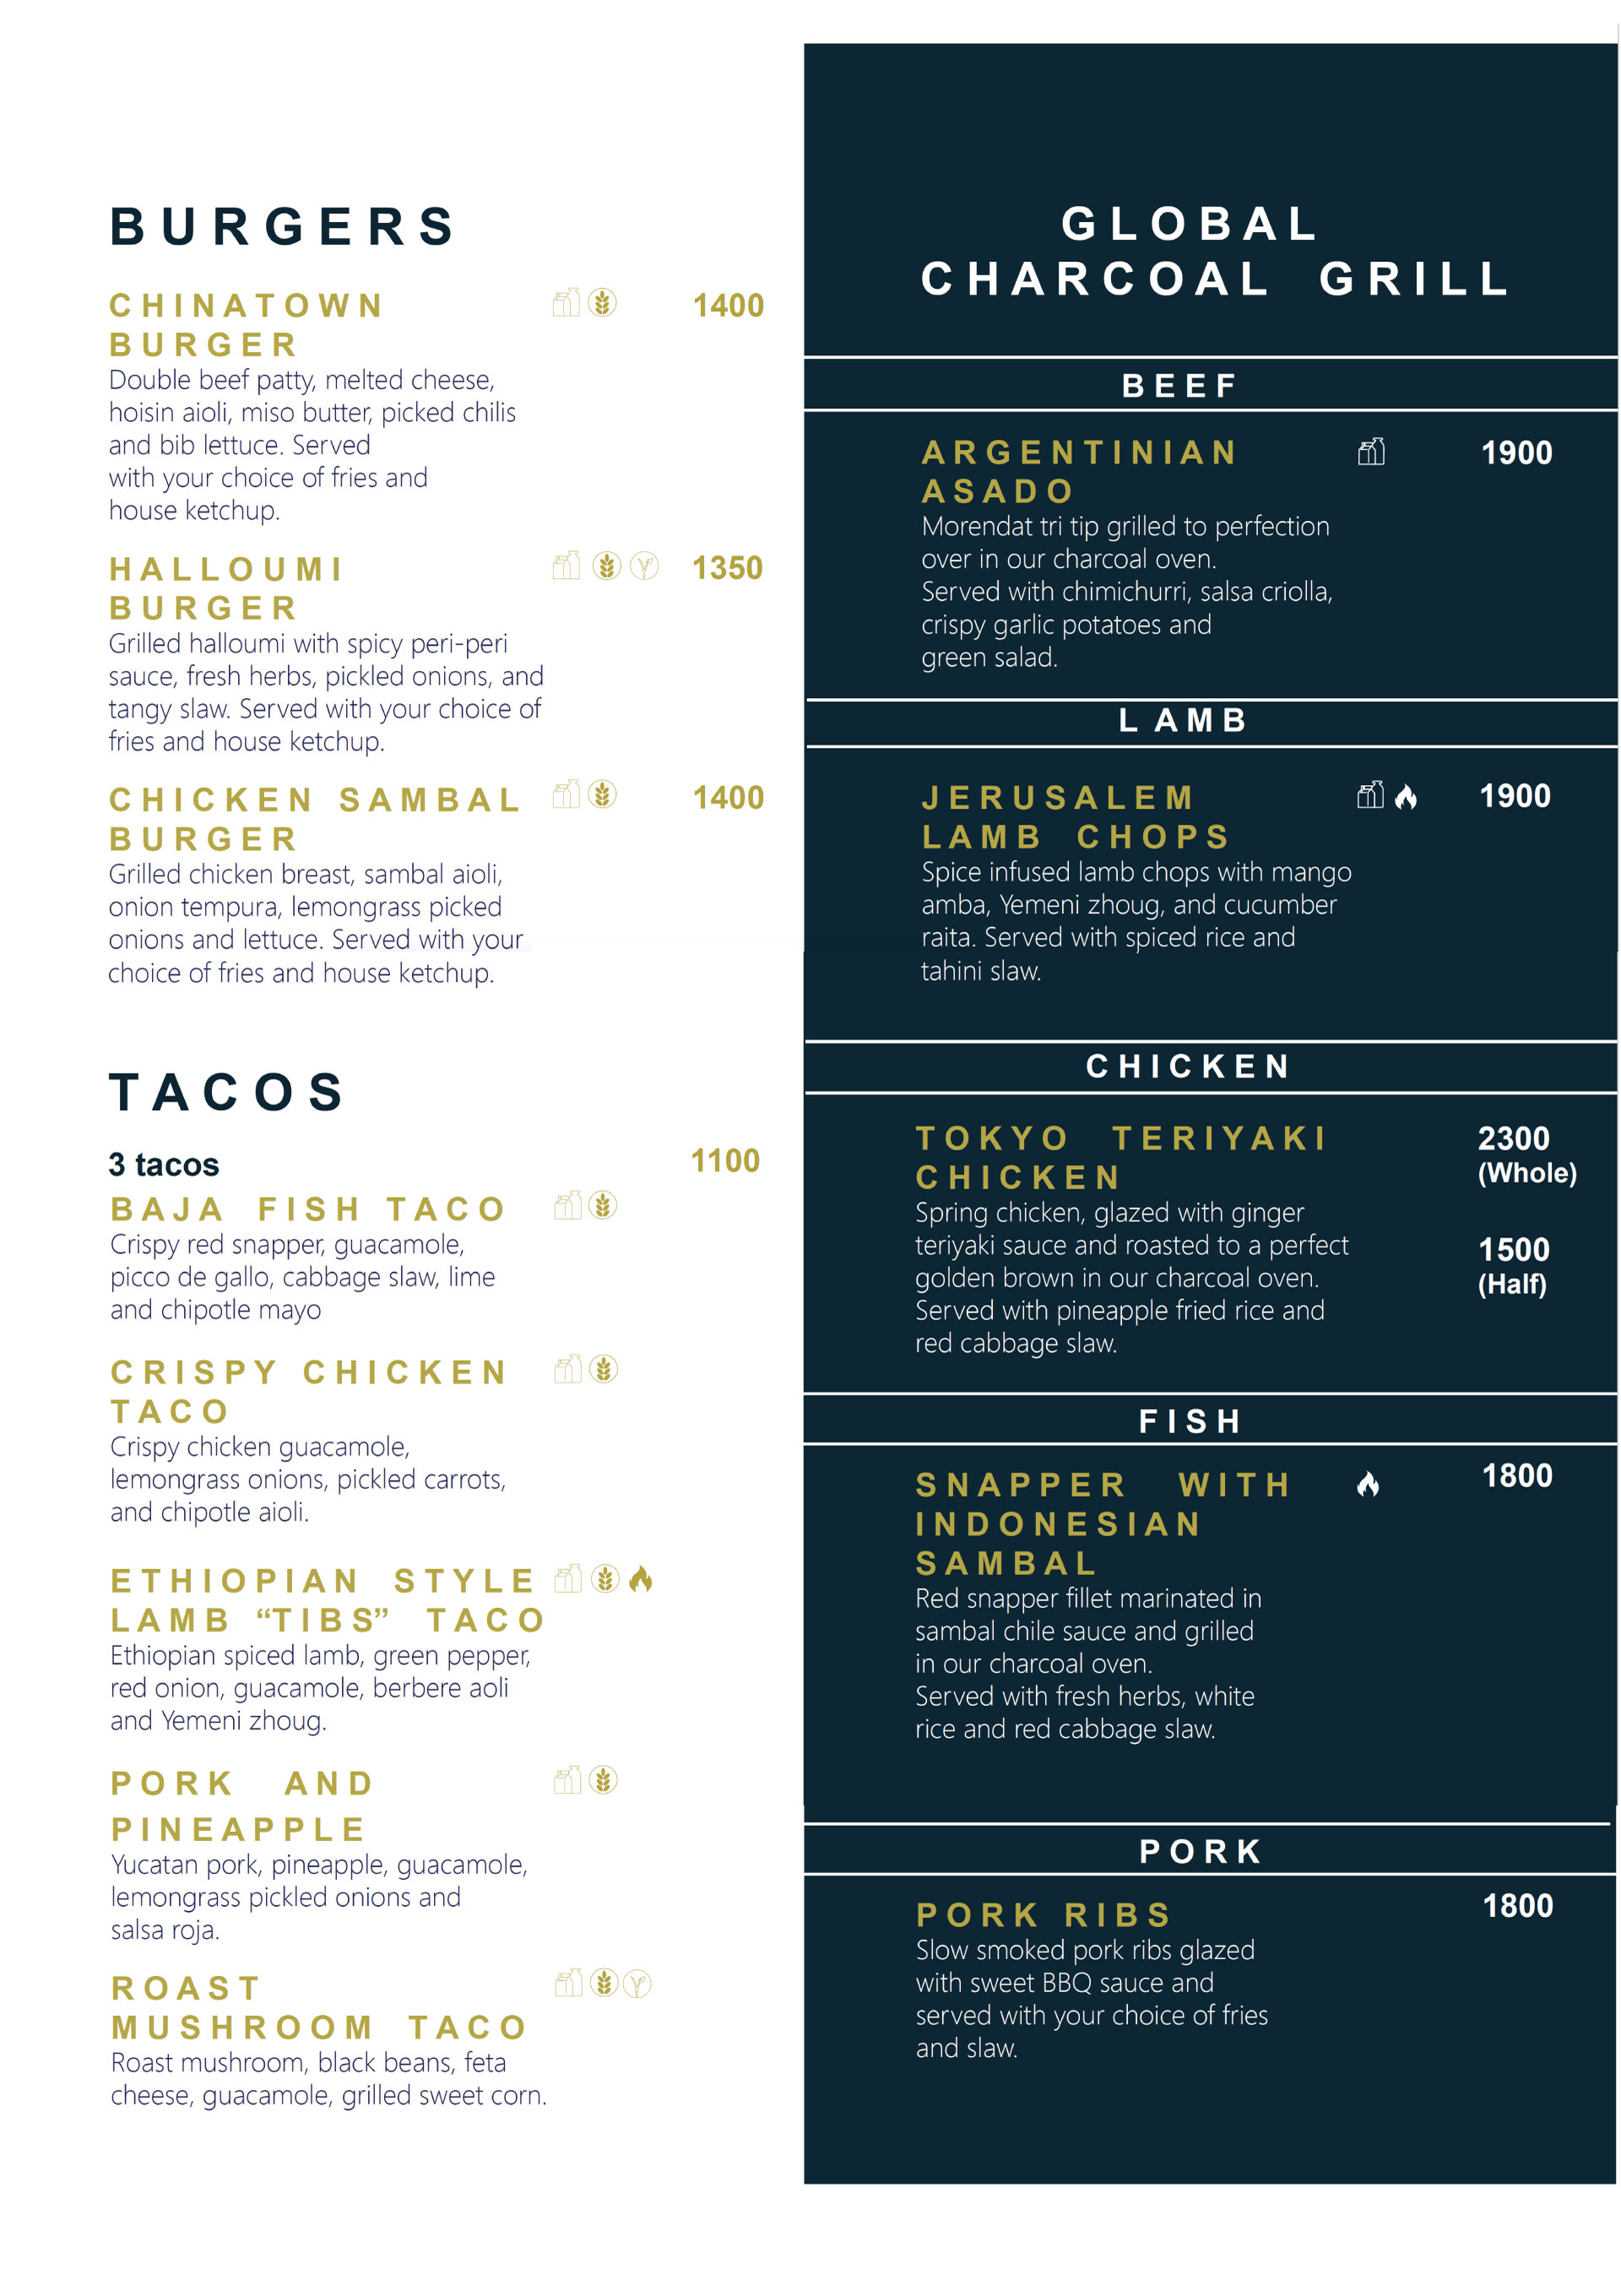 BURGERS
CHINATOWN 1400
BURGER
Double beef patty, melted cheese,
hoisin aioli, miso butter, picked chilis
and bib lettuce. Served
with your choice of fries and
house ketchup.
HALLOUMI 1350
BURGER
Grilled halloumi with spicy peri-peri
sauce, fresh herbs, pickled onions, and
tangy slaw. Served with your choice of
fries and house ketchup.
CHICKEN SAMBAL 1400
BURGER
Grilled chicken breast, sambal aioli,
onion tempura, lemongrass picked
onions and lettuce. Served with your
choice of fries and house ketchup.
TACOS
3 tacos 1100
BAJA FISH TACO
Crispy red snapper, guacamole,
picco de gallo, cabbage slaw, lime
and chipotle mayo
CRISPY CHICKEN
TACO
Crispy chicken guacamole,
lemongrass onions, pickled carrots,
and chipotle aioli.
ETHIOPIAN STYLE
LAMB “TIBS” TACO
Ethiopian spiced lamb, green pepper,
red onion, guacamole, berbere aoli
and Yemeni zhoug.
PORK AND
PINEAPPLE
Yucatan pork, pineapple, guacamole,
lemongrass pickled onions and
salsa roja.
ROAST
MUSHROOM TACO
Roast mushroom, black beans, feta
cheese, guacamole, grilled sweet corn.
GLOBAL
CHARCOAL GRILL
BEEF
ARGENTINIAN 1900
ASADO
Morendat tri tip grilled to perfection
over in our charcoal oven.
Served with chimichurri, salsa criolla,
crispy garlic potatoes and
green salad.
LAMB
JERUSALEM 1900
LAMB CHOPS
Spice infused lamb chops with mango
amba, Yemeni zhoug, and cucumber
raita. Served with spiced rice and
tahini slaw.
CHICKEN
TOKYO TERIYAKI 2300
CHICKEN (Whole)
Spring chicken, glazed with ginger
teriyaki sauce and roasted to a perfect 1500
golden brown in our charcoal oven. (Half)
Served with pineapple fried rice and
red cabbage slaw.
FISH
SNAPPER WITH 1800
INDONESIAN
SAMBAL
Red snapper fillet marinated in
sambal chile sauce and grilled
in our charcoal oven.
Served with fresh herbs, white
rice and red cabbage slaw.
PORK
PORK RIBS 1800
Slow smoked pork ribs glazed
with sweet BBQ sauce and
served with your choice of fries
and slaw.